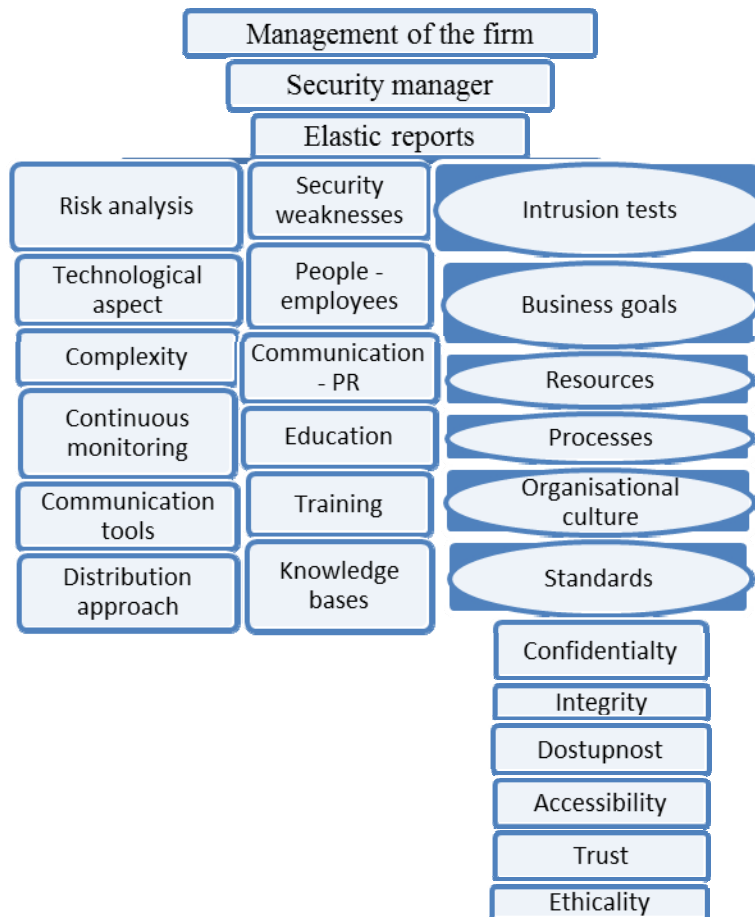 Management of the firm
Security manager
Elastic reports
Risk analysis
Technological
aspect
Complexity
Continuous
monitoring
Communication
tools
Distribution
approach
Security
weaknesses
People -
employees
Communication
- PR
Education
Training
Knowledge
bases
Intrusion tests
Business goals
Resources
Processes
Organisational
culture
Standards
Confidentialty
Integrity
Dostupnost
Accessibility
Trust
Ethicality